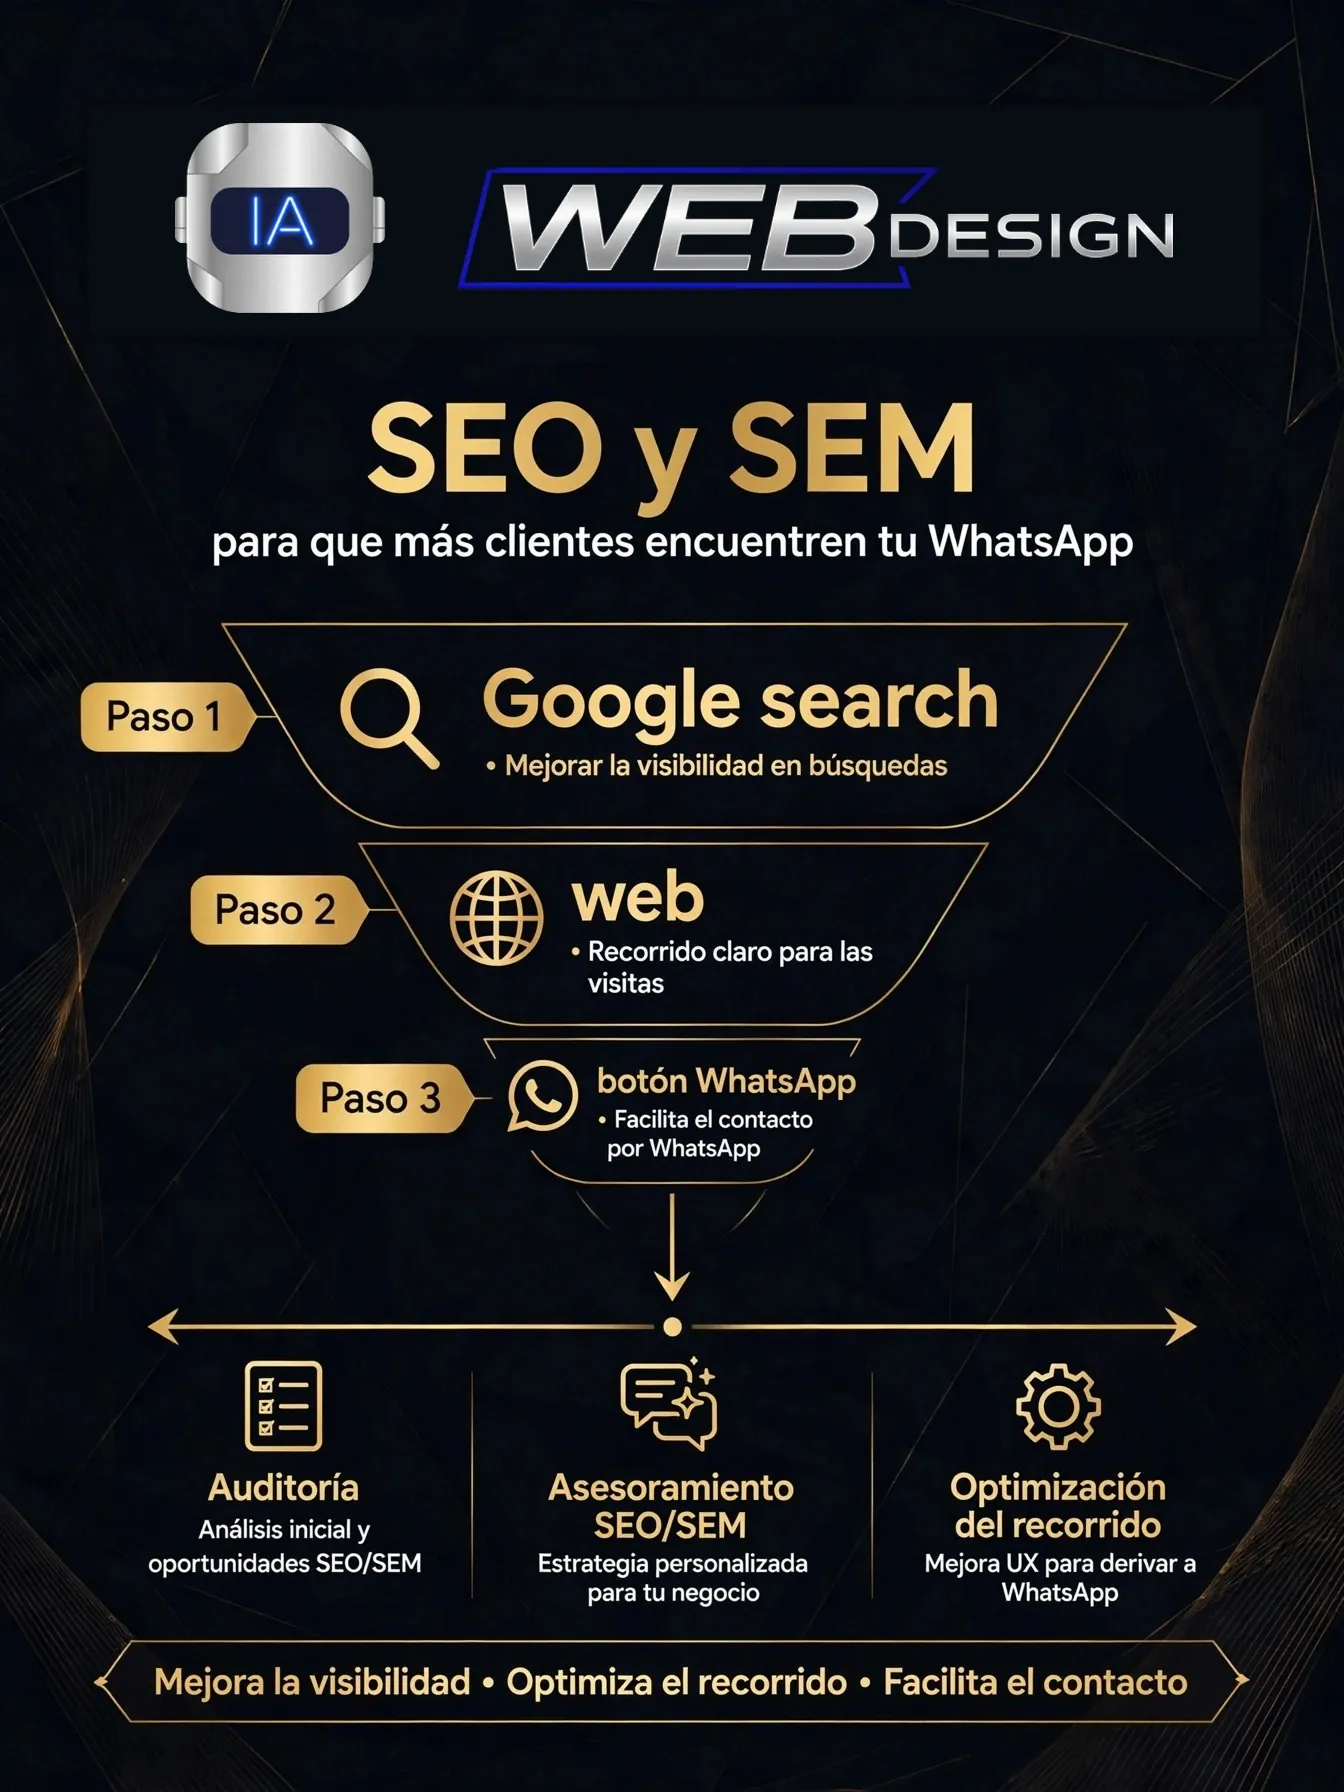 IA
WEB DESIGN
SEO y SEM
para que más clientes encuentren tu WhatsApp
Paso 1
Google search
• Mejorar la visibilidad en búsquedas
Paso 2
web
• Recorrido claro para las
visitas
Paso 3
botón WhatsApp
• Facilita el contacto
por WhatsApp
Auditoría
Análisis inicial y
oportunidades SEO/SEM
Asesoramiento
SEO/SEM
Estrategia personalizada
para tu negocio
Optimización
del recorrido
Mejora UX para derivar a
WhatsApp
Mejora la visibilidad • Optimiza el recorrido • Facilita el contacto